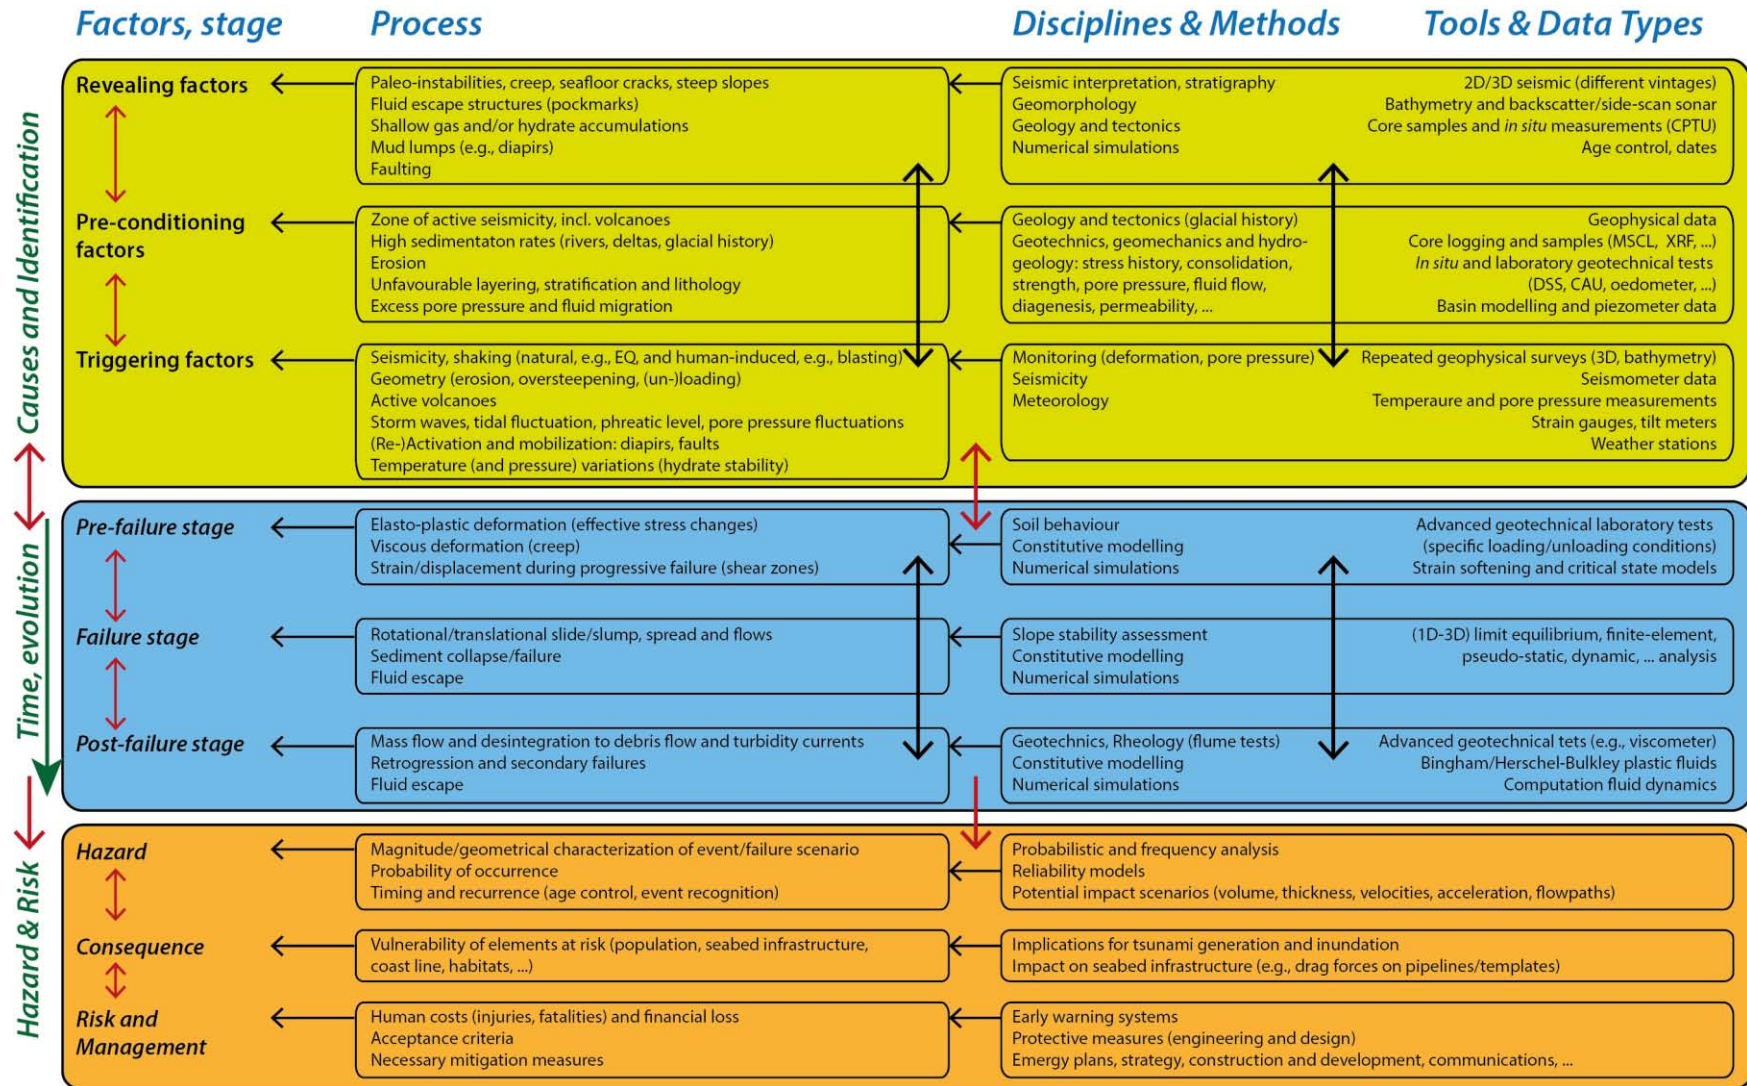 Factors, stage
Process
Disciplines & Methods
Tools & Data Types
Causes and Identification
Revealing factors
Paleo-instabilities, creep, seafloor cracks, steep slopes
Fluid escape structures (pockmarks)
Shallow gas and/or hydrate accumulations
Mud lumps (e.g., diapirs)
Faulting
Seismic interpretation, stratigraphy
Geomorphology
Geology and tectonics
Numerical simulations
2D/3D seismic (different vintages)
Bathymetry and backscatter/side-scan sonar
Core samples and in situ measurements (CPTU)
Age control, dates
Pre-conditioning
factors
Zone of active seismicity, incl. volcanoes
High sedimentaton rates (rivers, deltas, glacial history)
Erosion
Unfavourable layering, stratification and lithology
Excess pore pressure and fluid migration
Geology and tectonics (glacial history)
Geotechnics, geomechanics and hydro-
geology: stress history, consolidation,
strength, pore pressure, fluid flow,
diagenesis, permeability, ...
Geophysical data
Core logging and samples (MSCL, XRF, ...)
In situ and laboratory geotechnical tests
(DSS, CAU, oedometer, ...)
Basin modelling and piezometer data
Triggering factors
Seismicity, shaking (natural, e.g., EQ, and human-induced, e.g., blasting)
Geometry (erosion, oversteepening, (un-)loading)
Active volcanoes
Storm waves, tidal fluctuation, phreatic level, pore pressure fluctuations
(Re-)Activation and mobilization: diapirs, faults
Temperature (and pressure) variations (hydrate stability)
Monitoring (deformation, pore pressure)
Seismicity
Meteorology
Repeated geophysical surveys (3D, bathymetry)
Seismometer data
Temperaure and pore pressure measurements
Strain gauges, tilt meters
Weather stations
Time, evolution
Pre-failure stage
Elasto-plastic deformation (effective stress changes)
Viscous deformation (creep)
Strain/displacement during progressive failure (shear zones)
Soil behaviour
Constitutive modelling
Numerical simulations
Advanced geotechnical laboratory tests
(specific loading/unloading conditions)
Strain softening and critical state models
Failure stage
Rotational/translational slide/slump, spread and flows
Sediment collapse/failure
Fluid escape
Slope stability assessment
Constitutive modelling
Numerical simulations
(1D-3D) limit equilibrium, finite-element,
pseudo-static, dynamic, ... analysis
Post-failure stage
Mass flow and desintegration to debris flow and turbidity currents
Retrogression and secondary failures
Fluid escape
Geotechnics, Rheology (flume tests)
Constitutive modelling
Numerical simulations
Advanced geotechnical tets (e.g., viscometer)
Bingham/Herschel-Bulkley plastic fluids
Computation fluid dynamics
Hazard & Risk
Hazard
Magnitude/geometrical characterization of event/failure scenario
Probability of occurrence
Timing and recurrence (age control, event recognition)
Probabilistic and frequency analysis
Reliability models
Potential impact scenarios (volume, thickness, velocities, acceleration, flowpaths)
Consequence
Vulnerability of elements at risk (population, seabed infrastructure,
coast line, habitats, ...)
Implications for tsunami generation and inundation
Impact on seabed infrastructure (e.g., drag forces on pipelines/templates)
Risk and
Management
Human costs (injuries, fatalities) and financial loss
Acceptance criteria
Necessary mitigation measures
Early warning systems
Protective measures (engineering and design)
Emergy plans, strategy, construction and development, communications, ...